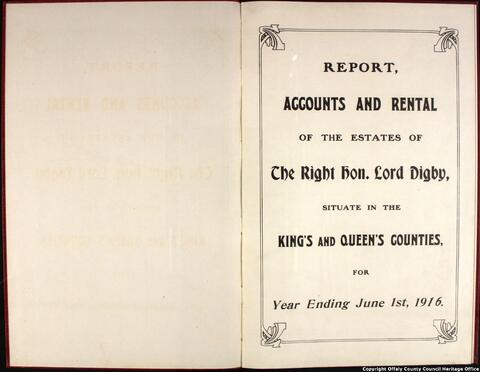 REPORT,
ACCOUNTS AND RENTAL
OF THE ESTATES OF
The Right Hon. Lord Digby,
SITUATE IN THE
KING'S AND QUEEN'S COUNTIES,
FOR
Year Ending June 1st, 1916.
Copyright Offaly County Council Heritage Office